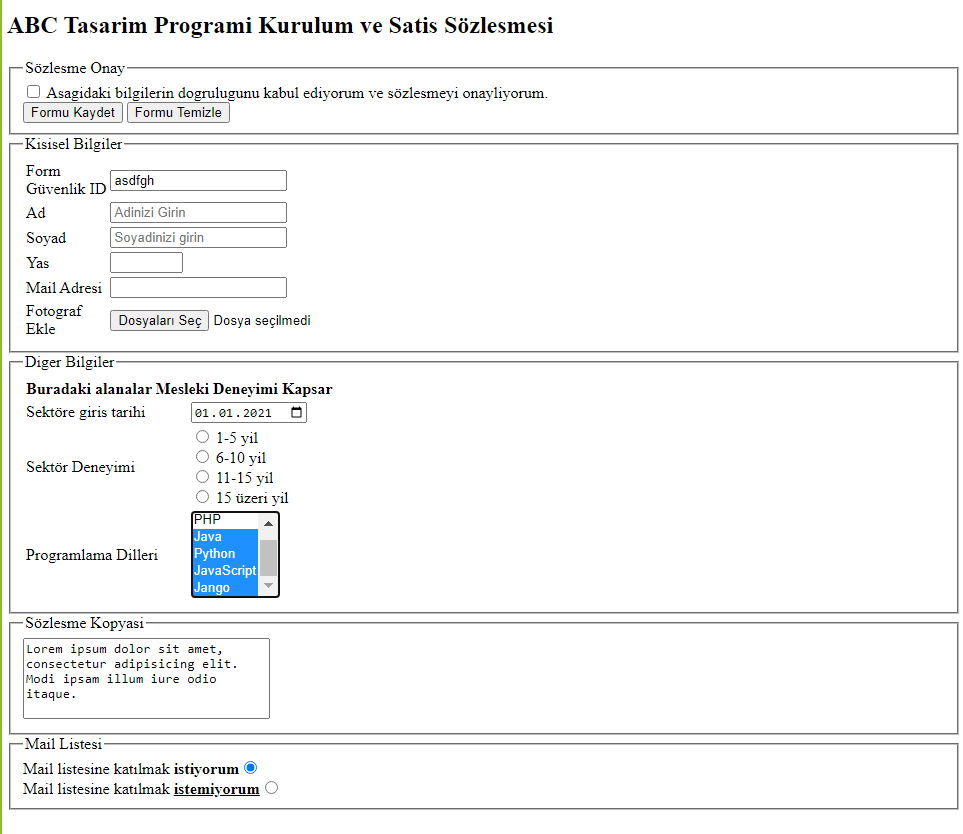 ABC Tasarim Programi Kurulum ve Satis Sözlesmesi
Sözlesme Onay
Asagidaki bilgilerin dogrulugunu kabul ediyorum ve sözlesmeyi onayliyorum.
Formu Kaydet Formu Temizle
Kisisel Bilgiler
Form
Güvenlik ID asdfgh
Ad Adinizi Girin
Soyad Soyadinizi girin
Yas
Mail Adresi
Fotograf
Ekle Dosyaları Seç Dosya seçilmedi
Diger Bilgiler
Buradaki alanalar Mesleki Deneyimi Kapsar
Sektöre giris tarihi 01.01.2021
Sektör Deneyimi
1-5 yil
6-10 yil
11-15 yil
15 üzeri yil
Programlama Dilleri
PHP
Java
Python
JavaScript
Jango
Sözlesme Kopyasi
Lorem ipsum dolor sit amet,
consectetur adipisicing elit.
Modi ipsam illum iure odio
itaque.
Mail Listesi
Mail listesine katılmak istiyorum
Mail listesine katılmak istemiyorum